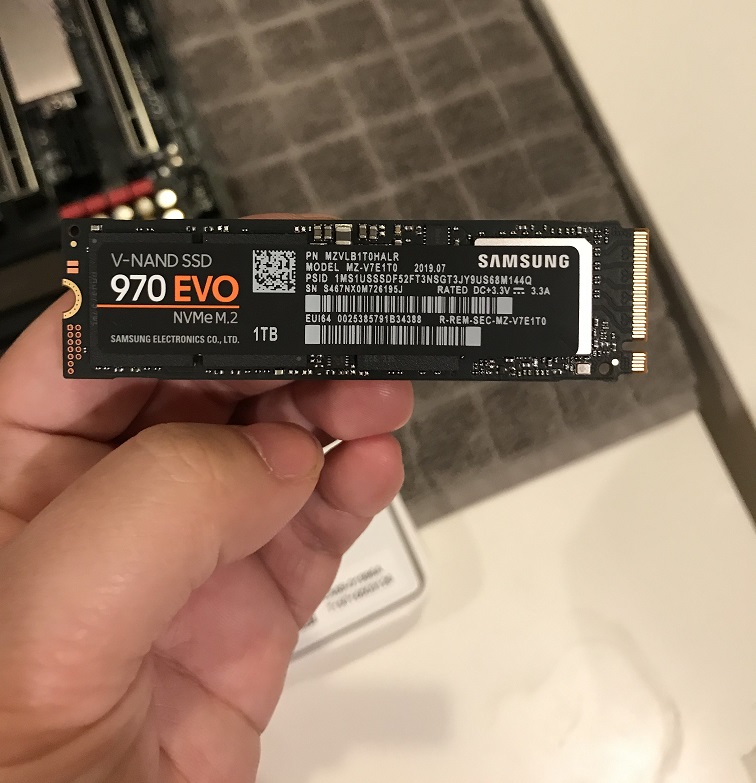 V-NAND SSD
970 EVO
NVMe M.2
SAMSUNG ELECTRONICS CO., LTD.
1TB
PN MZVLB1T0HALR
MODEL MZ-V7E1T0 2019.07
PSID 1MS1USSSDF52FT3NSGT3JY9US68M144Q
SN S467NX0M726195J RATED DC+3.3V 3.3A
EUI64 0025385791B34388 R-REM-SEC-MZ-V7E1T0
SAMSUNG